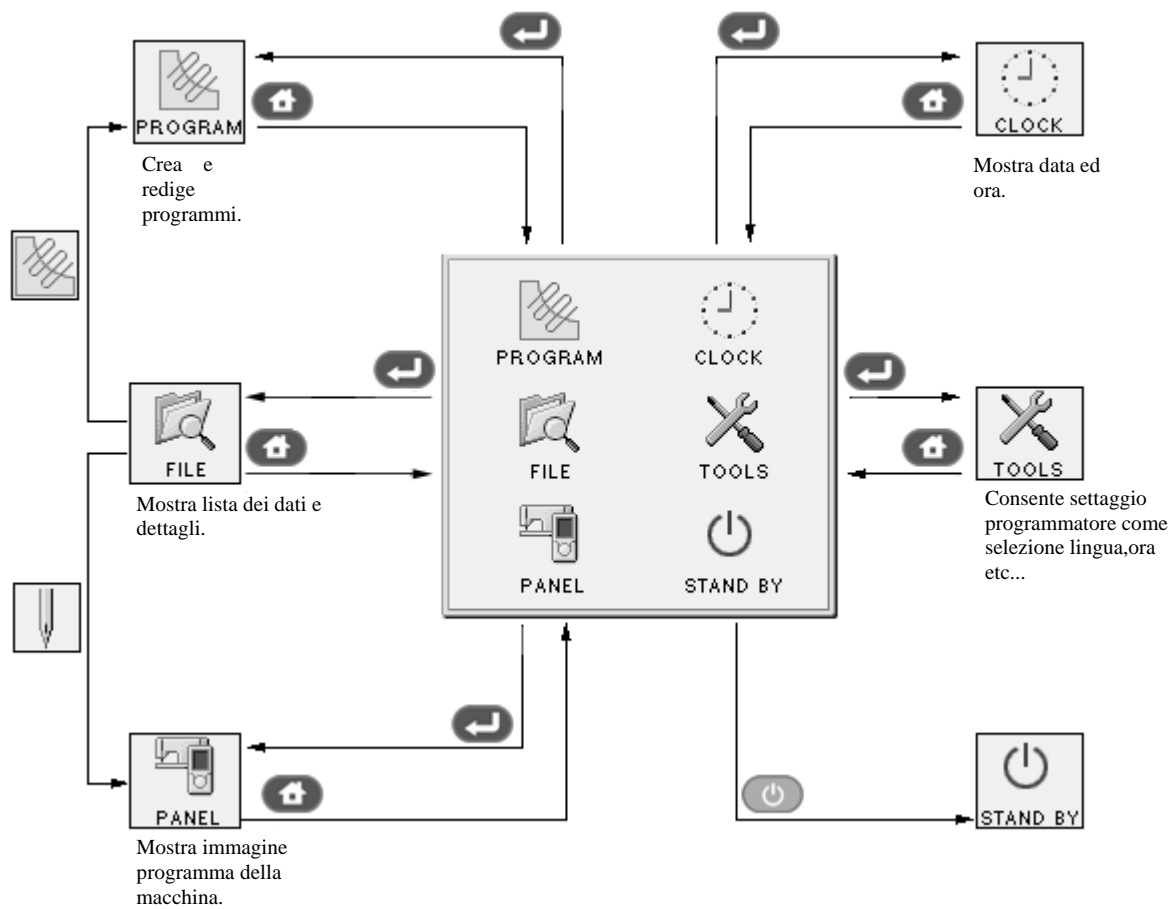 PROGRAM
Crea e
redige
programmi.
CLOCK
Mostra data ed
ora.
PROGRAM
CLOCK
FILE
TOOLS
PANEL
STAND BY
FILE
Mostra lista dei dati e
dettagli.
TOOLS
Consente settaggio
programmatore come
selezione lingua,ora
etc...
PANEL
Mostra immagine
programma della
macchina.
STAND BY